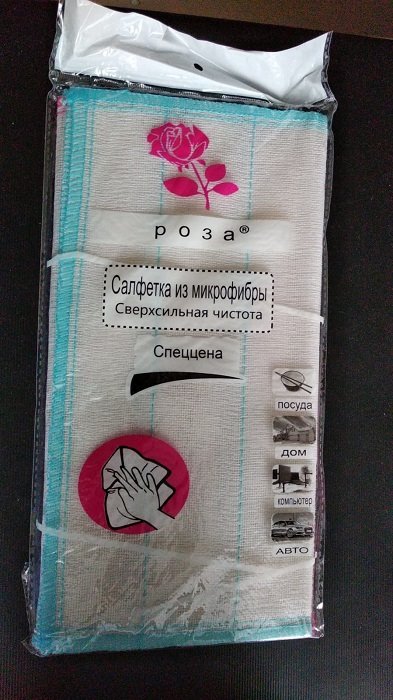 роза®
Салфетка из микрофибры
Сверхсильная чистота
Спеццена
посуда
дом
компьютер
АВТО